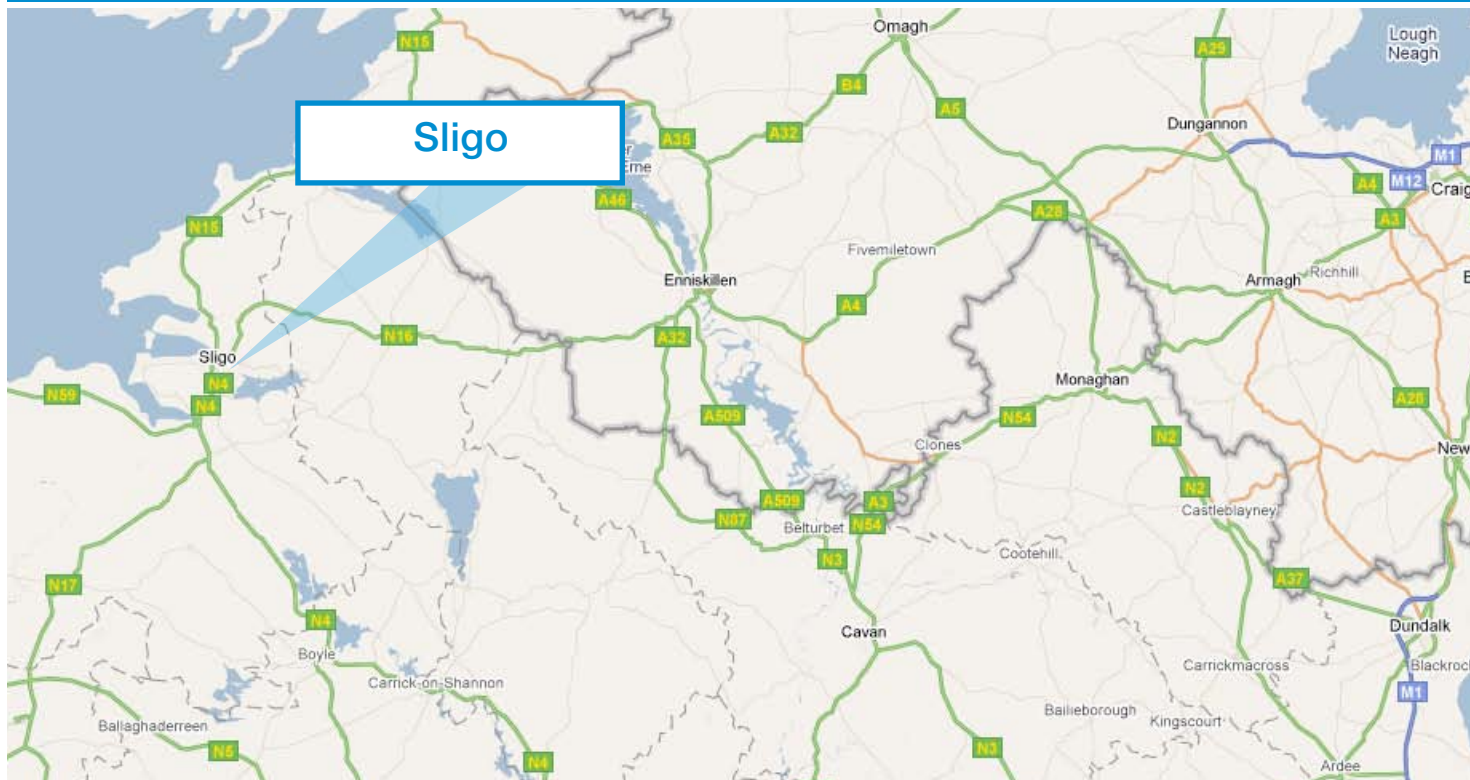 N15
Omagh
A29
Lough
Neagh
B4
A5
Sligo
A35
A32
Dungannon
M1
M12
A4
Craig
A46
A3
N15
A28
Fivemiletown
Enniskillen
Armagh
Richhill
A4
N16
A32
Sligo
N4
N4
N59
Monaghan
A28
A509
N54
Clones
N2
New
N2
A509
A3
Castleblayney
N87
Belturbet
N54
Cootehill
N3
N17
A37
N4
Cavan
Dundalk
Boyle
Carrickmacross
Blackroc
Carrick-on-Shannon
M1
Ballaghaderreen
Bailieborough
Kingscourt
N5
N4
N3
Ardee